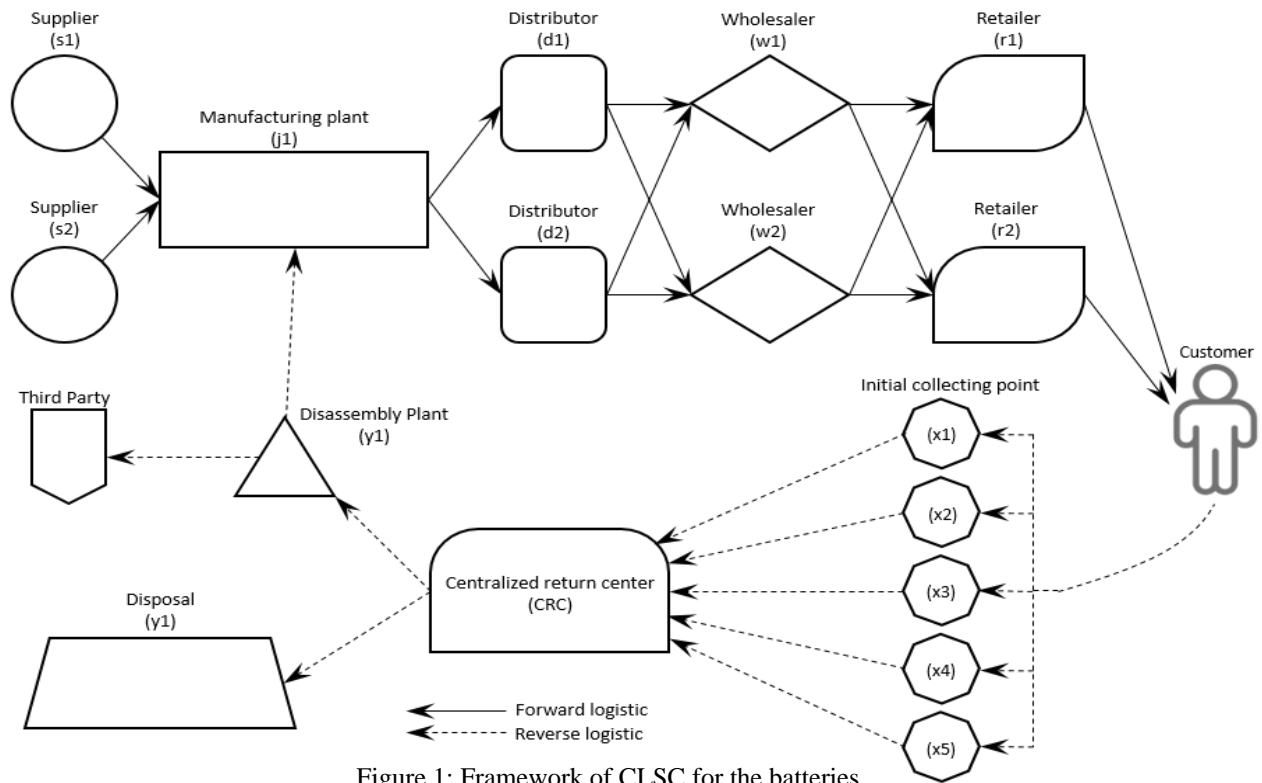 Supplier
(s1)
Distributor
(d1)
Wholesaler
(w1)
Retailer
(r1)
Manufacturing plant
(j1)
Supplier
(s2)
Distributor
(d2)
Wholesaler
(w2)
Retailer
(r2)
Customer
Third Party
Disassembly Plant
(y1)
Initial collecting point
(x1)
(x2)
(x3)
(x4)
(x5)
Centralized return center
(CRC)
Disposal
(y1)
Forward logistic
Reverse logistic
Figure 1: Framework of CLSC for the batteries